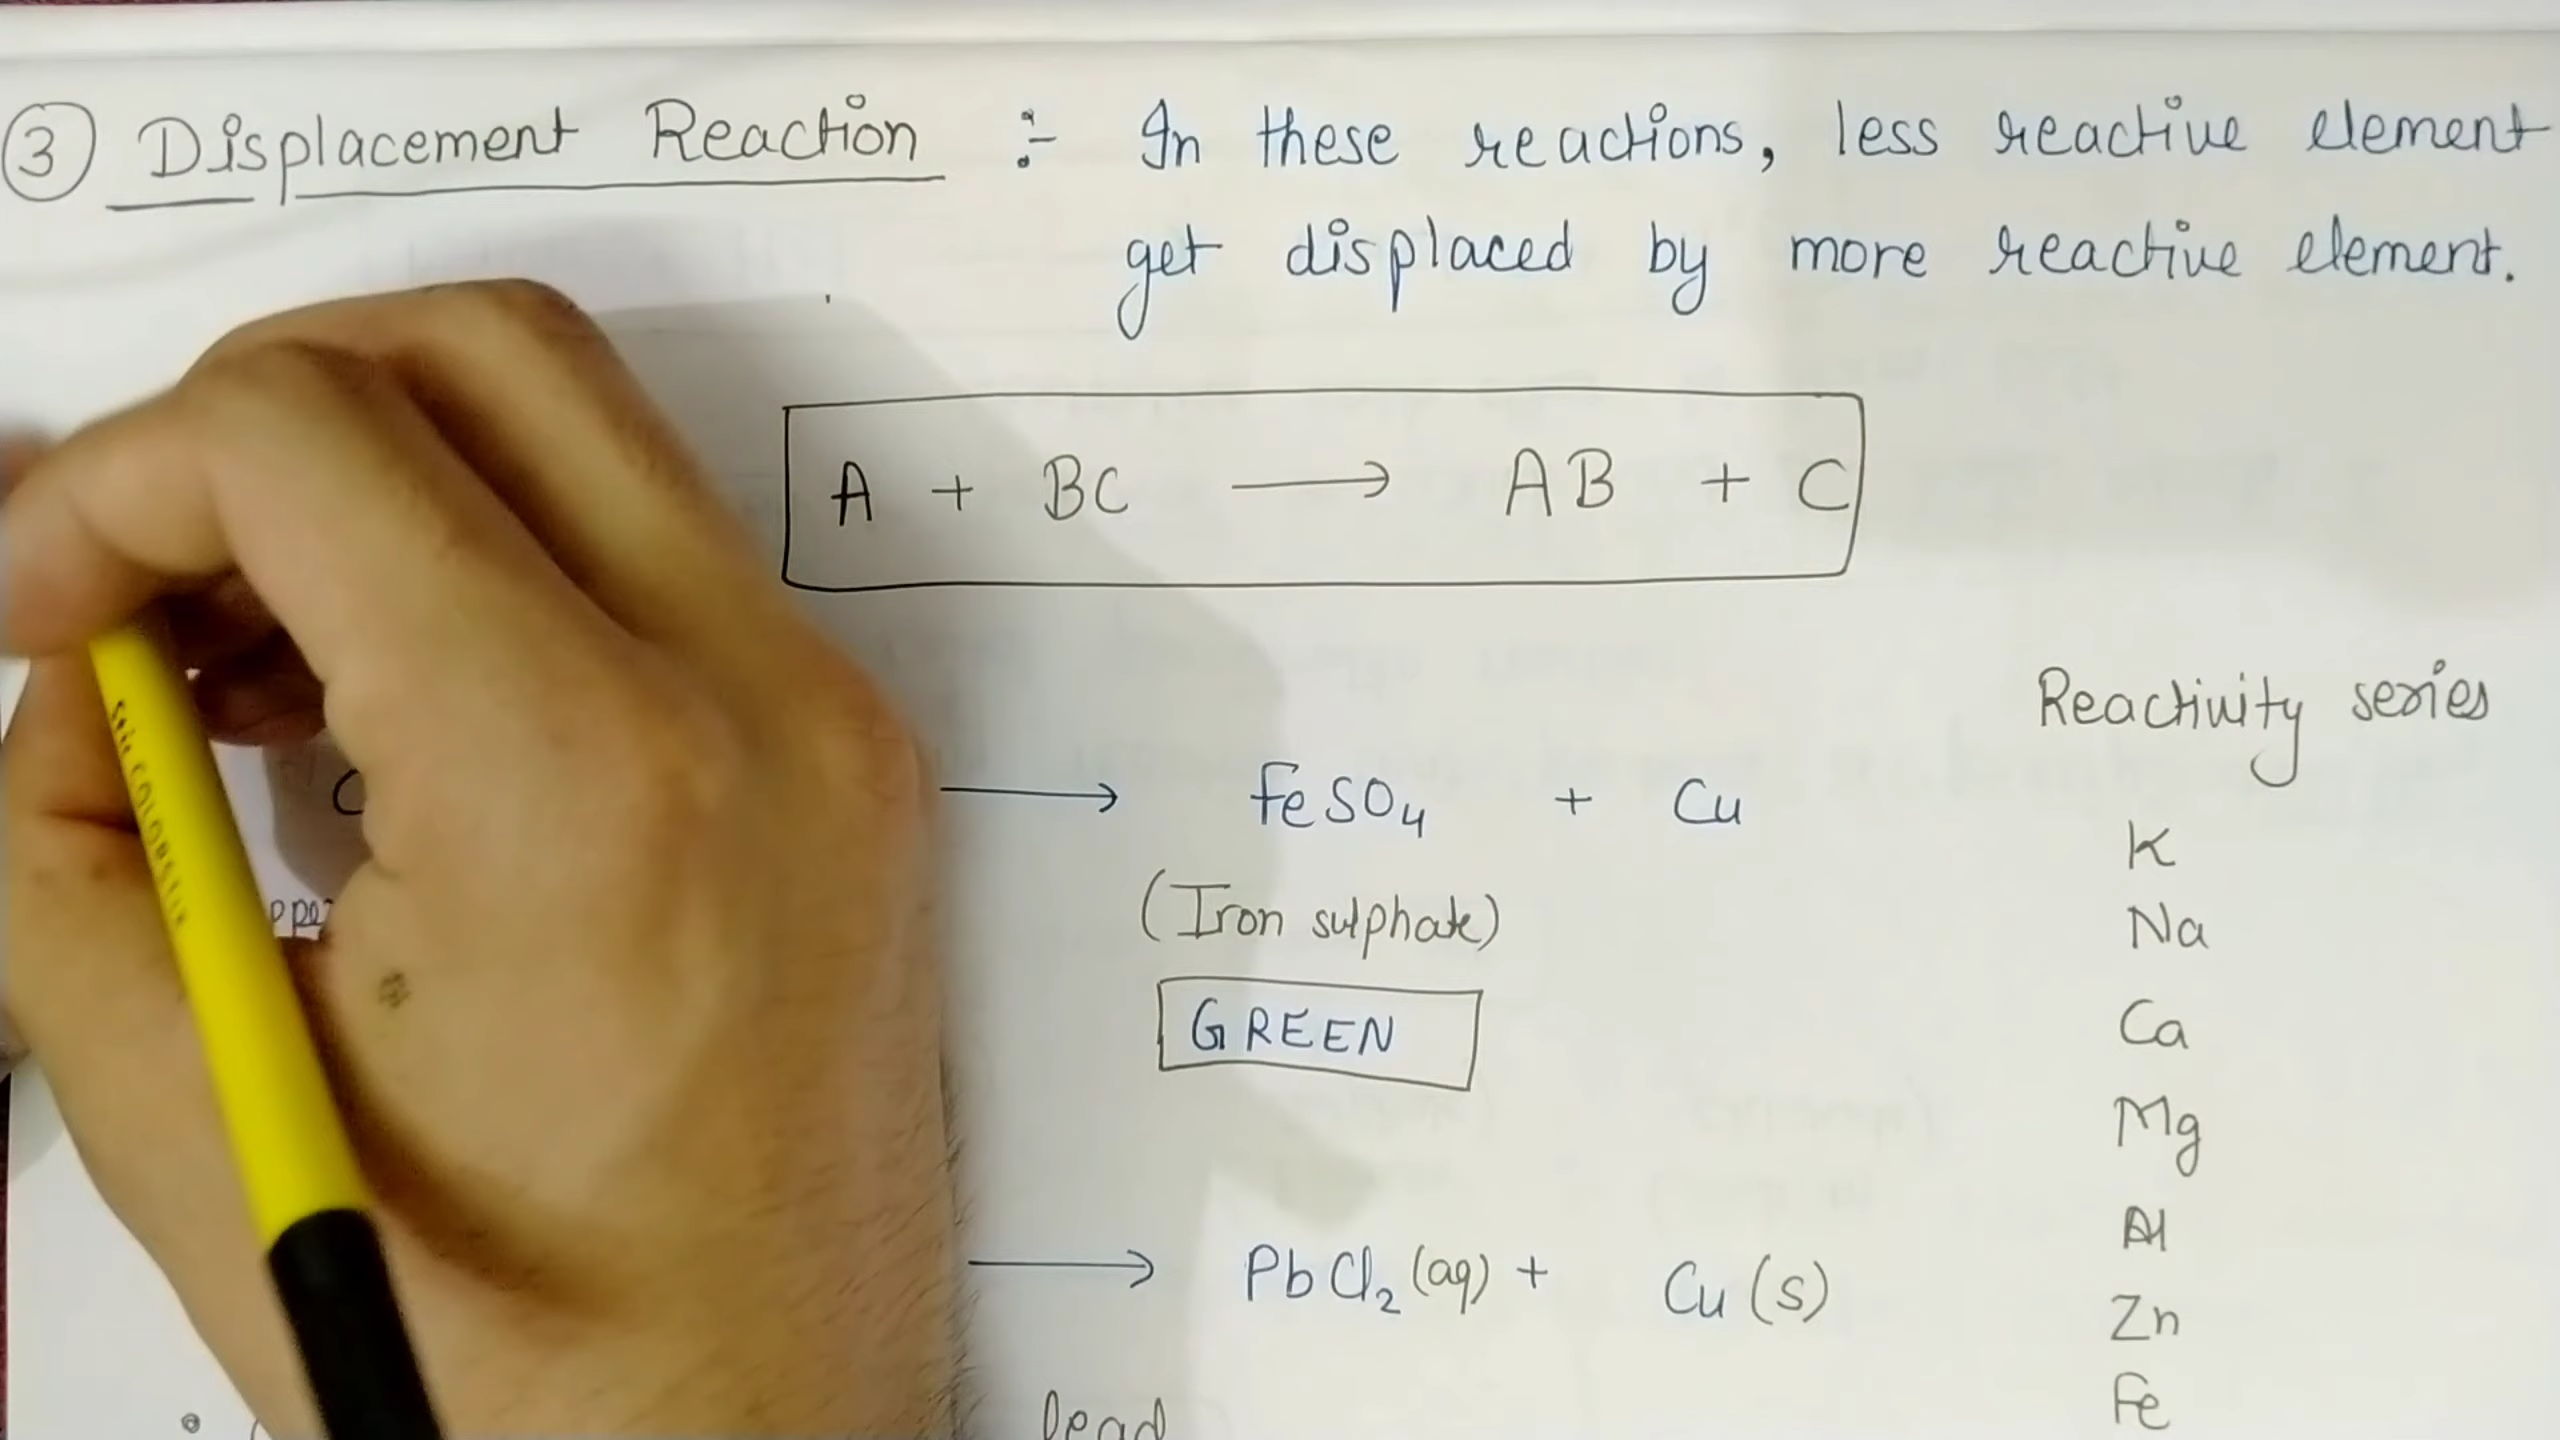 3 Displacement Reaction :- In these reactions, less reactive element
get displaced by more reactive element.
A + BC → AB + C
Reactivity series
C → FeSO4 + Cu
K
(Iron sulphate)
Na
GREEN
Ca
Mg
Al
→ PbCl2 (aq) + Cu (s)
Zn
Fe